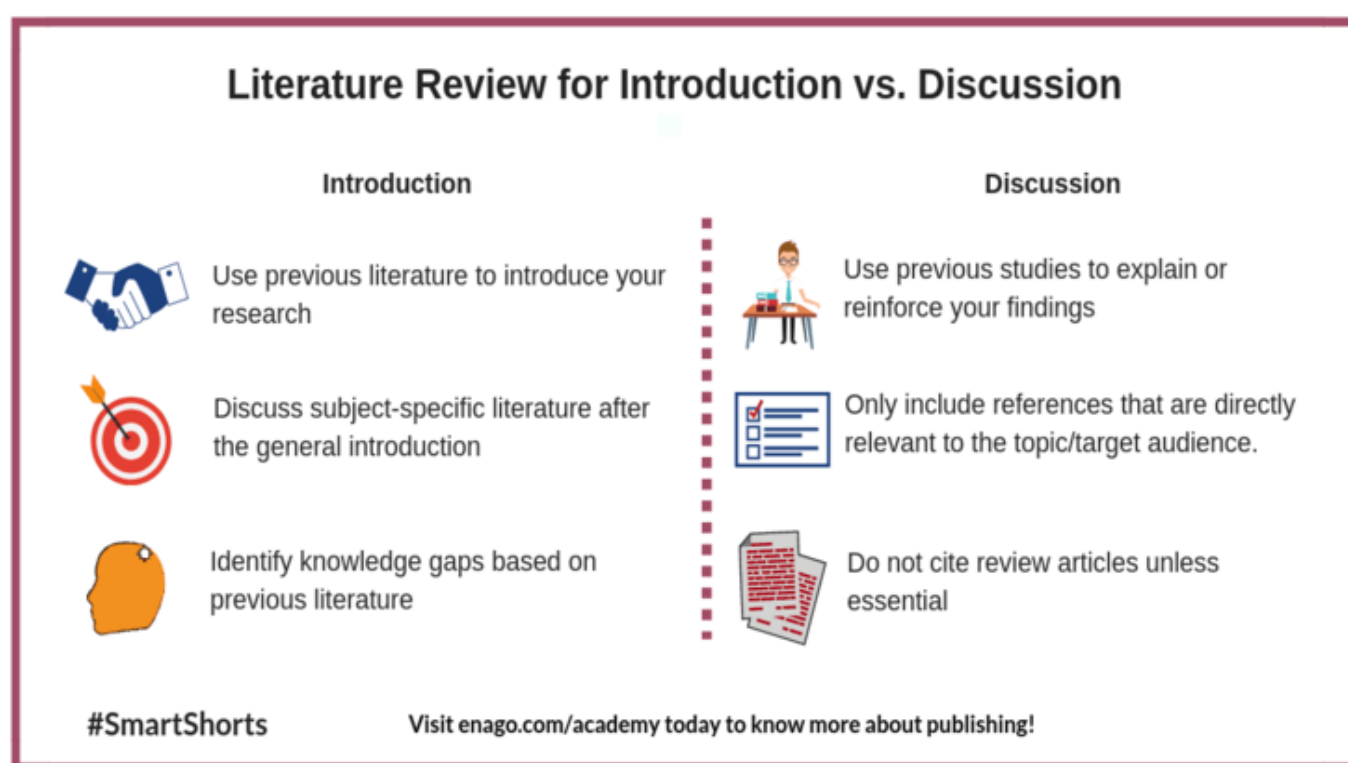 Literature Review for Introduction vs. Discussion
Introduction
Use previous literature to introduce your
research
Discuss subject-specific literature after
the general introduction
Identify knowledge gaps based on
previous literature
Discussion
Use previous studies to explain or
reinforce your findings
Only include references that are directly
relevant to the topic/target audience.
Do not cite review articles unless
essential
#SmartShorts
Visit enago.com/academy today to know more about publishing!